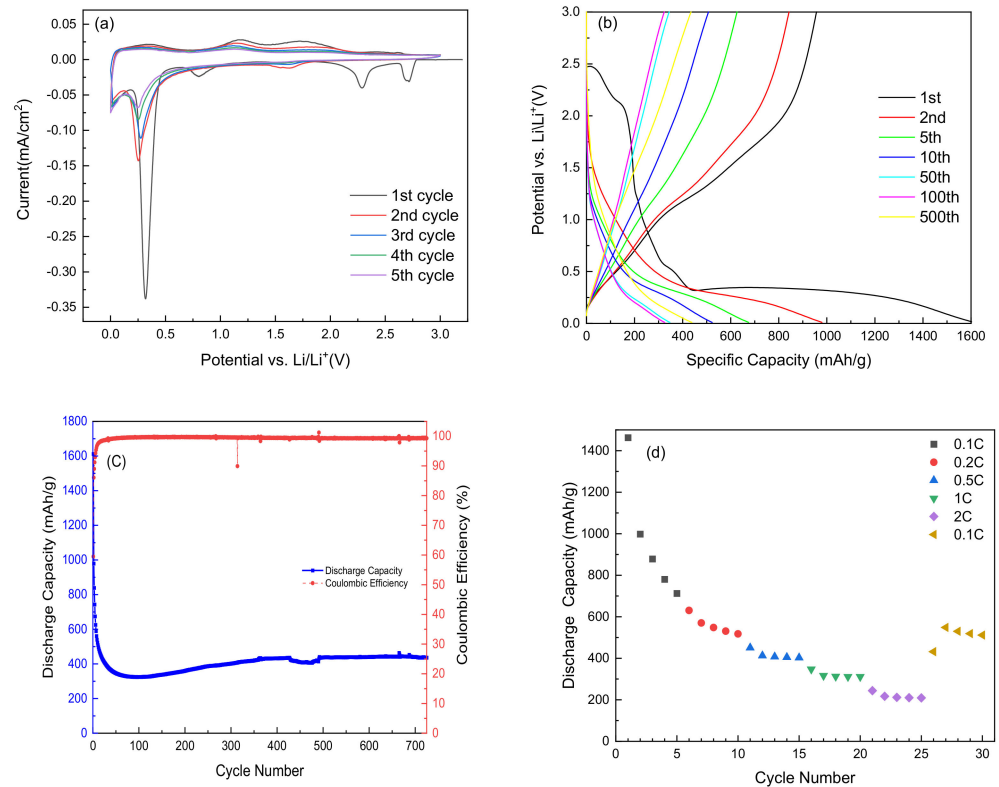 (a)
0.05
0.00
-0.05
-0.10
-0.15
-0.20
-0.25
-0.30
-0.35
Current(mA/cm²)
1st cycle
2nd cycle
3rd cycle
4th cycle
5th cycle
0.0 0.5 1.0 1.5 2.0 2.5 3.0
Potential vs. Li/Li⁺(V)
(b)
3.0
2.5
2.0
1.5
1.0
0.5
0.0
Potential vs. Li\Li⁺(V)
1st
2nd
5th
10th
50th
100th
500th
0 200 400 600 800 1000 1200 1400 1600
Specific Capacity (mAh/g)
(C)
1800
1600
1400
1200
1000
800
600
400
200
0
Discharge Capacity (mAh/g)
Discharge Capacity
Coulombic Efficiency
100
90
80
70
60
50
40
30
20
10
0
Coulombic Efficiency (%)
0 100 200 300 400 500 600 700
Cycle Number
(d)
1400
1200
1000
800
600
400
200
0
Discharge Capacity (mAh/g)
0.1C
0.2C
0.5C
1C
2C
0.1C
0 5 10 15 20 25 30
Cycle Number